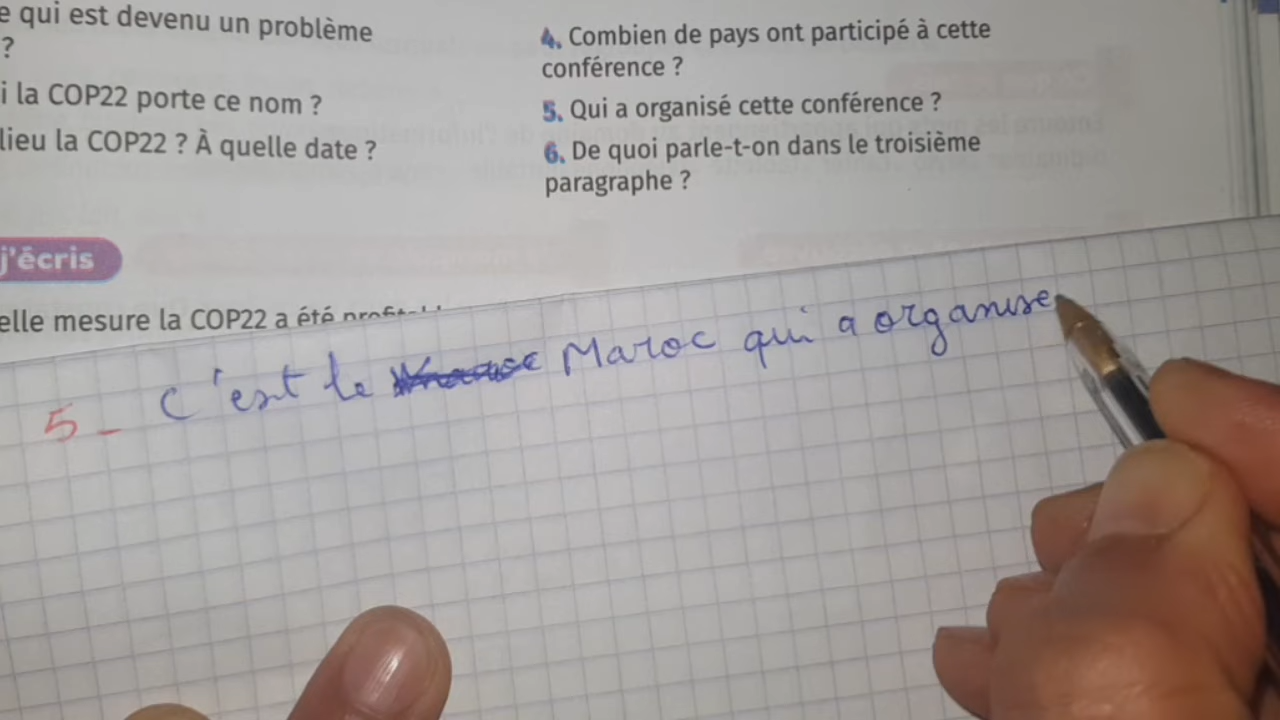 e qui est devenu un problème
?
i la COP22 porte ce nom ?
lieu la COP22 ? À quelle date ?
4. Combien de pays ont participé à cette
conférence ?
5. Qui a organisé cette conférence ?
6. De quoi parle-t-on dans le troisième
paragraphe ?
j'écris
elle mesure la COP22 a été
5_ C'est le Maroc qui a organise